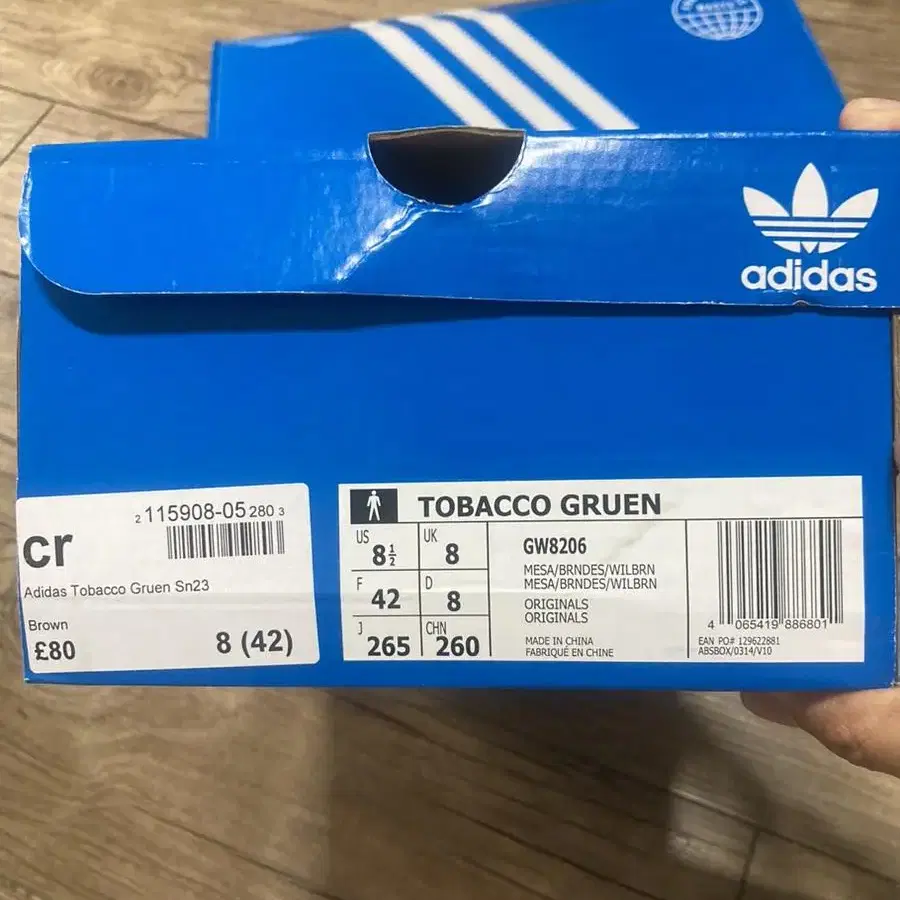 adidas
2 115908-05 280 3
cr
Adidas Tobacco Gruen Sn23
Brown
£80
8 (42)
TOBACCO GRUEN
US 8½
UK 8
F 42
D 8
J 265
CHN 260
GW8206
MESA/BRNDES/WILBRN
MESA/BRNDES/WILBRN
ORIGINALS
ORIGINALS
MADE IN CHINA
FABRIQUÉ EN CHINE
4 065419 886801
EAN PO# 129622881
ABSBOX/0314/V10